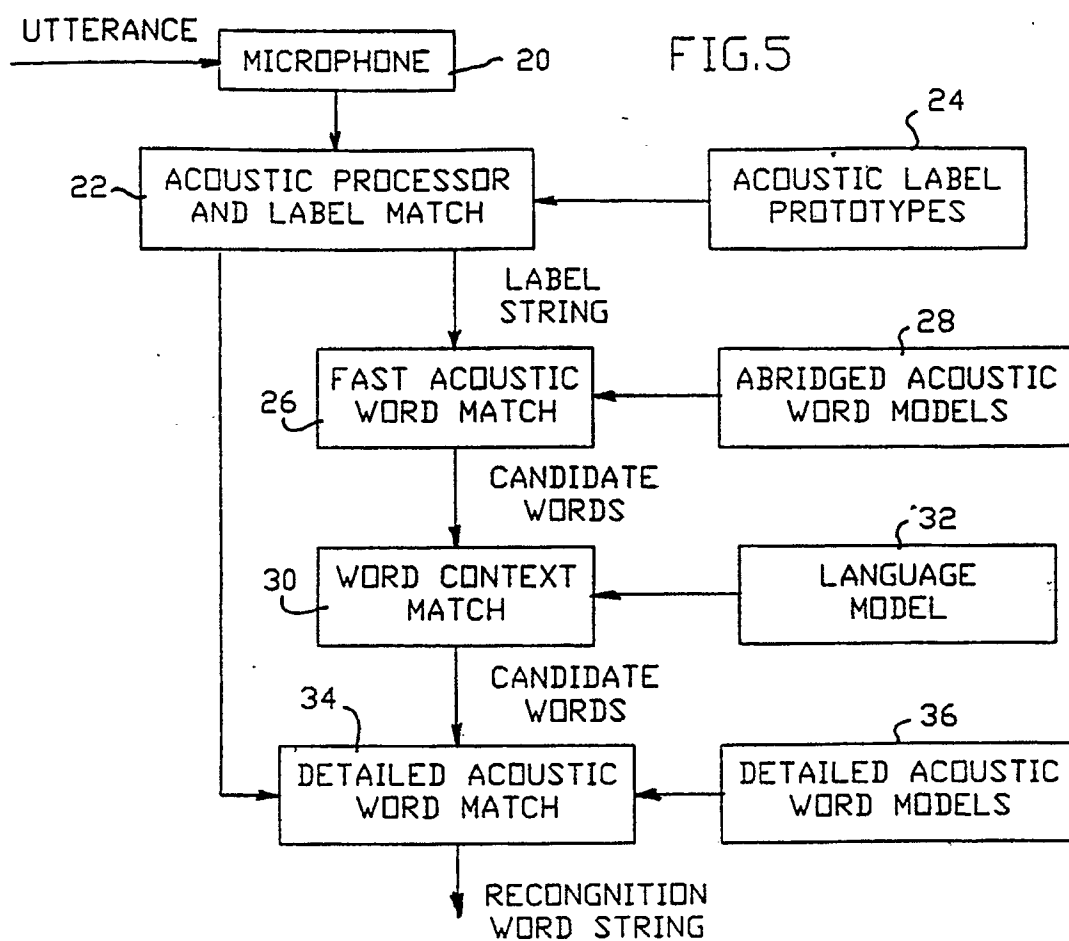 UTTERANCE
MICROPHONE
20
FIG.5
24
22
ACOUSTIC PROCESSOR
AND LABEL MATCH
ACOUSTIC LABEL
PROTOTYPES
LABEL
STRING
28
26
FAST ACOUSTIC
WORD MATCH
ABRIDGED ACOUSTIC
WORD MODELS
CANDIDATE
WORDS
32
30
WORD CONTEXT
MATCH
LANGUAGE
MODEL
CANDIDATE
WORDS
34
36
DETAILED ACOUSTIC
WORD MATCH
DETAILED ACOUSTIC
WORD MODELS
RECONGNITION
WORD STRING